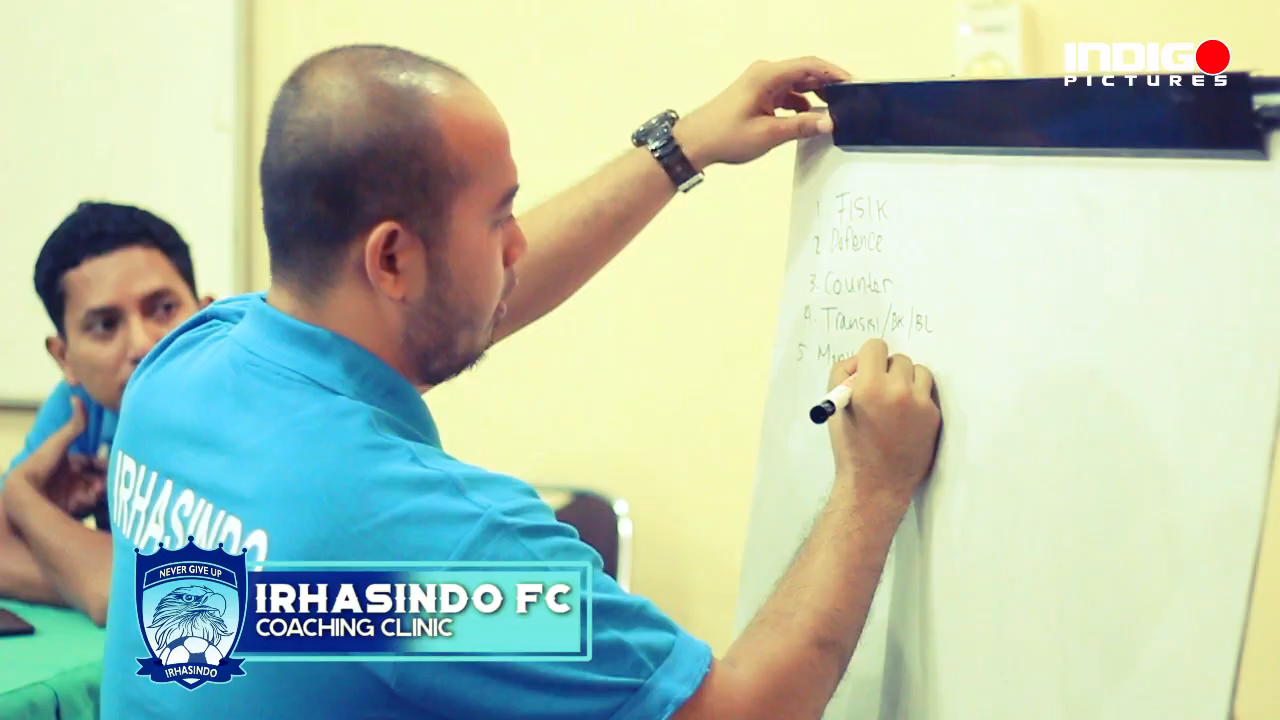 INDIGO
PICTURES
1 Fisik
2 Defence
3. Counter
4. Transisi/BK/BL
5
IRHASINDO
NEVER GIVE UP
IRHASINDO
IRHASINDO FC
COACHING CLINIC